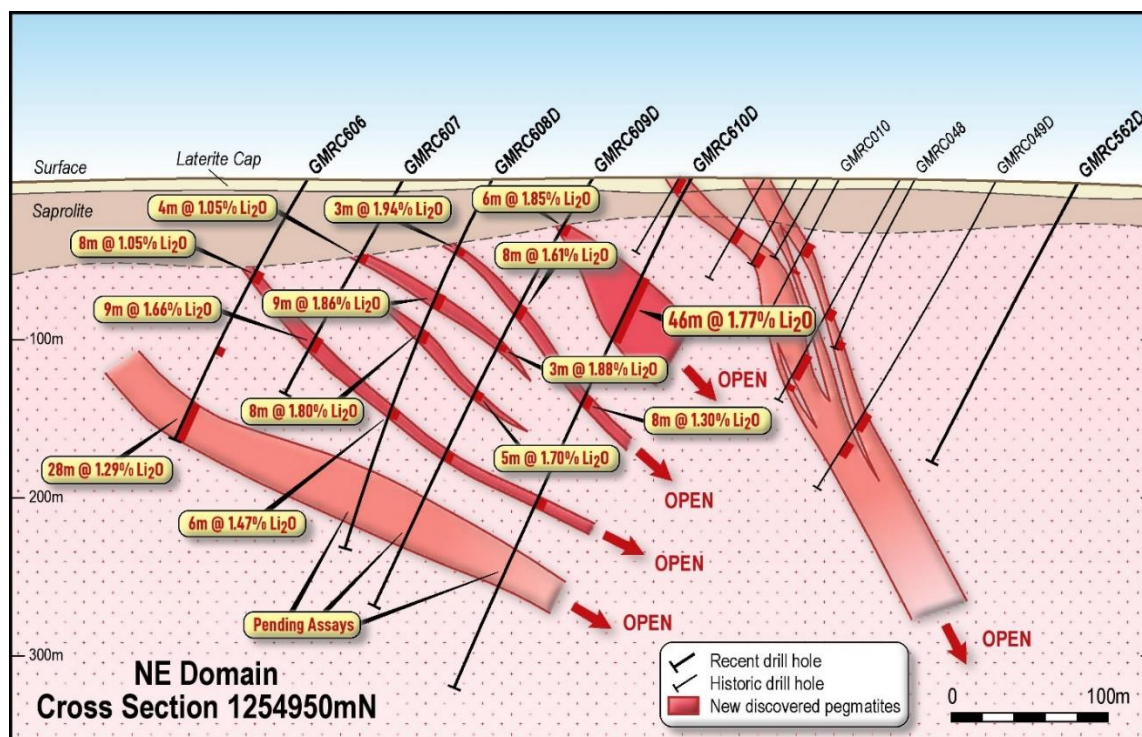 GMRC606
GMRC607
GMRC608D
GMRC609D
GMRC610D
GMRC010
GMRC048
GMRC049D
GMRC562D
Surface
Laterite Cap
Saprolite
4m @ 1.05% Li₂O
3m @ 1.94% Li₂O
6m @ 1.85% Li₂O
8m @ 1.05% Li₂O
8m @ 1.61% Li₂O
9m @ 1.66% Li₂O
9m @ 1.86% Li₂O
46m @ 1.77% Li₂O
-100m
3m @ 1.88% Li₂O
OPEN
8m @ 1.80% Li₂O
8m @ 1.30% Li₂O
28m @ 1.29% Li₂O
5m @ 1.70% Li₂O
-200m
OPEN
6m @ 1.47% Li₂O
OPEN
Pending Assays
OPEN
OPEN
-300m
NE Domain
Cross Section 1254950mN
Recent drill hole
Historic drill hole
New discovered pegmatites
0 100m